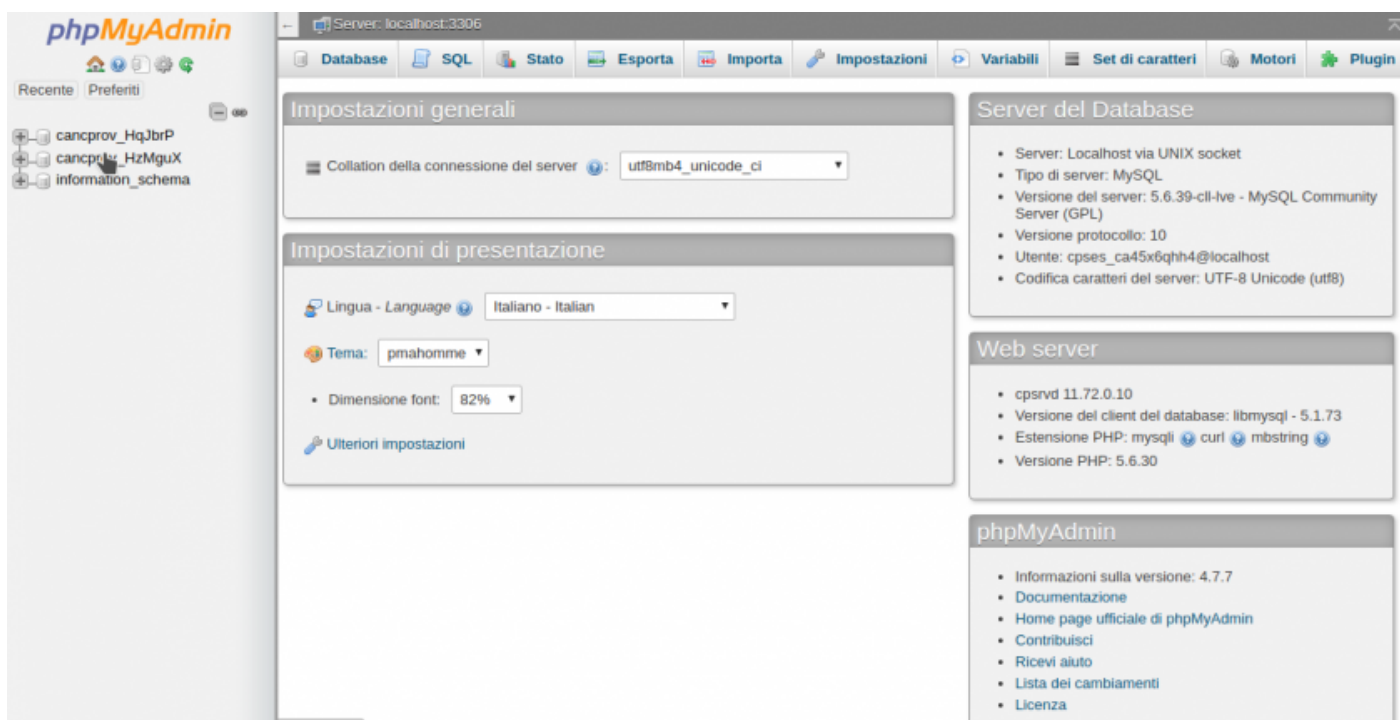 phpMyAdmin
Recente Preferiti
cancprov_HqJbrP
cancprov_HzMguX
information_schema
Server: localhost:3306
Database SQL Stato Esporta Importa Impostazioni Variabili Set di caratteri Motori Plugin
Impostazioni generali
Collation della connessione del server : utf8mb4_unicode_ci
Impostazioni di presentazione
Lingua - Language Italiano - Italian
Tema: pmahomme
• Dimensione font: 82%
Ulteriori impostazioni
Server del Database
• Server: Localhost via UNIX socket
• Tipo di server: MySQL
• Versione del server: 5.6.39-cll-lve - MySQL Community
Server (GPL)
• Versione protocollo: 10
• Utente: cpses_ca45x6qhh4@localhost
• Codifica caratteri del server: UTF-8 Unicode (utf8)
Web server
• cpsrvd 11.72.0.10
• Versione del client del database: libmysql - 5.1.73
• Estensione PHP: mysqli curl mbstring
• Versione PHP: 5.6.30
phpMyAdmin
• Informazioni sulla versione: 4.7.7
• Documentazione
• Home page ufficiale di phpMyAdmin
• Contribuisci
• Ricevi aiuto
• Lista dei cambiamenti
• Licenza